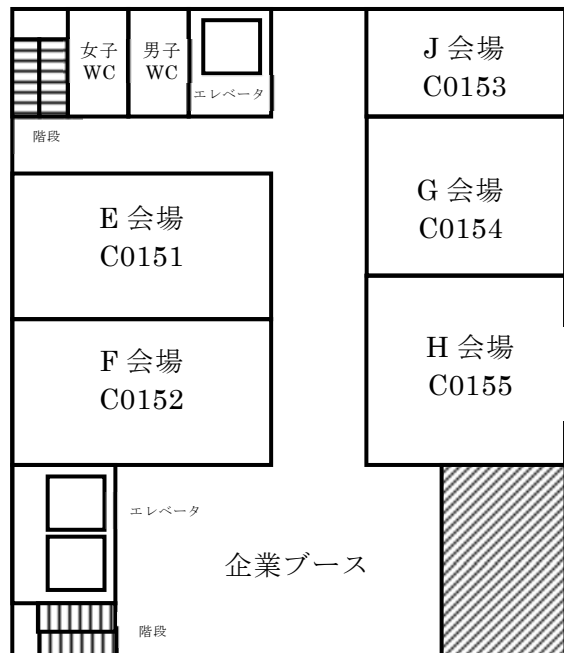 女子
WC
男子
WC
エレベータ
階段
J 会場
C0153
G 会場
C0154
E 会場
C0151
F 会場
C0152
H 会場
C0155
エレベータ
企業ブース
階段